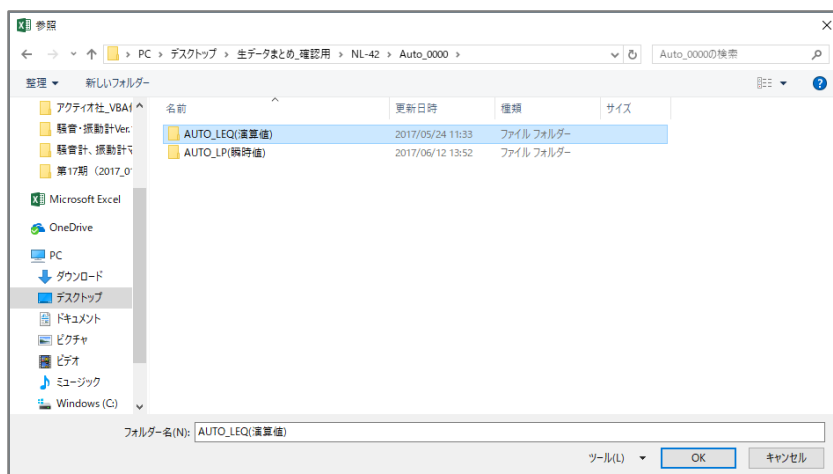 参照
PC > デスクトップ > 生データまとめ_確認用 > NL-42 > Auto_0000 >
Auto_0000の検索
整理 新しいフォルダー
名前 更新日時 種類 サイズ
AUTO_LEQ(演算値) 2017/05/24 11:33 ファイル フォルダー
AUTO_LP(瞬時値) 2017/06/12 13:52 ファイル フォルダー
アクティオ社_VBA
騒音・振動計Ver.
騒音計、振動計
第17期（2017_0
Microsoft Excel
OneDrive
PC
ダウンロード
デスクトップ
ドキュメント
ピクチャ
ビデオ
ミュージック
Windows (C:)
フォルダー名(N): AUTO_LEQ(演算値)
ツール(L) OK キャンセル